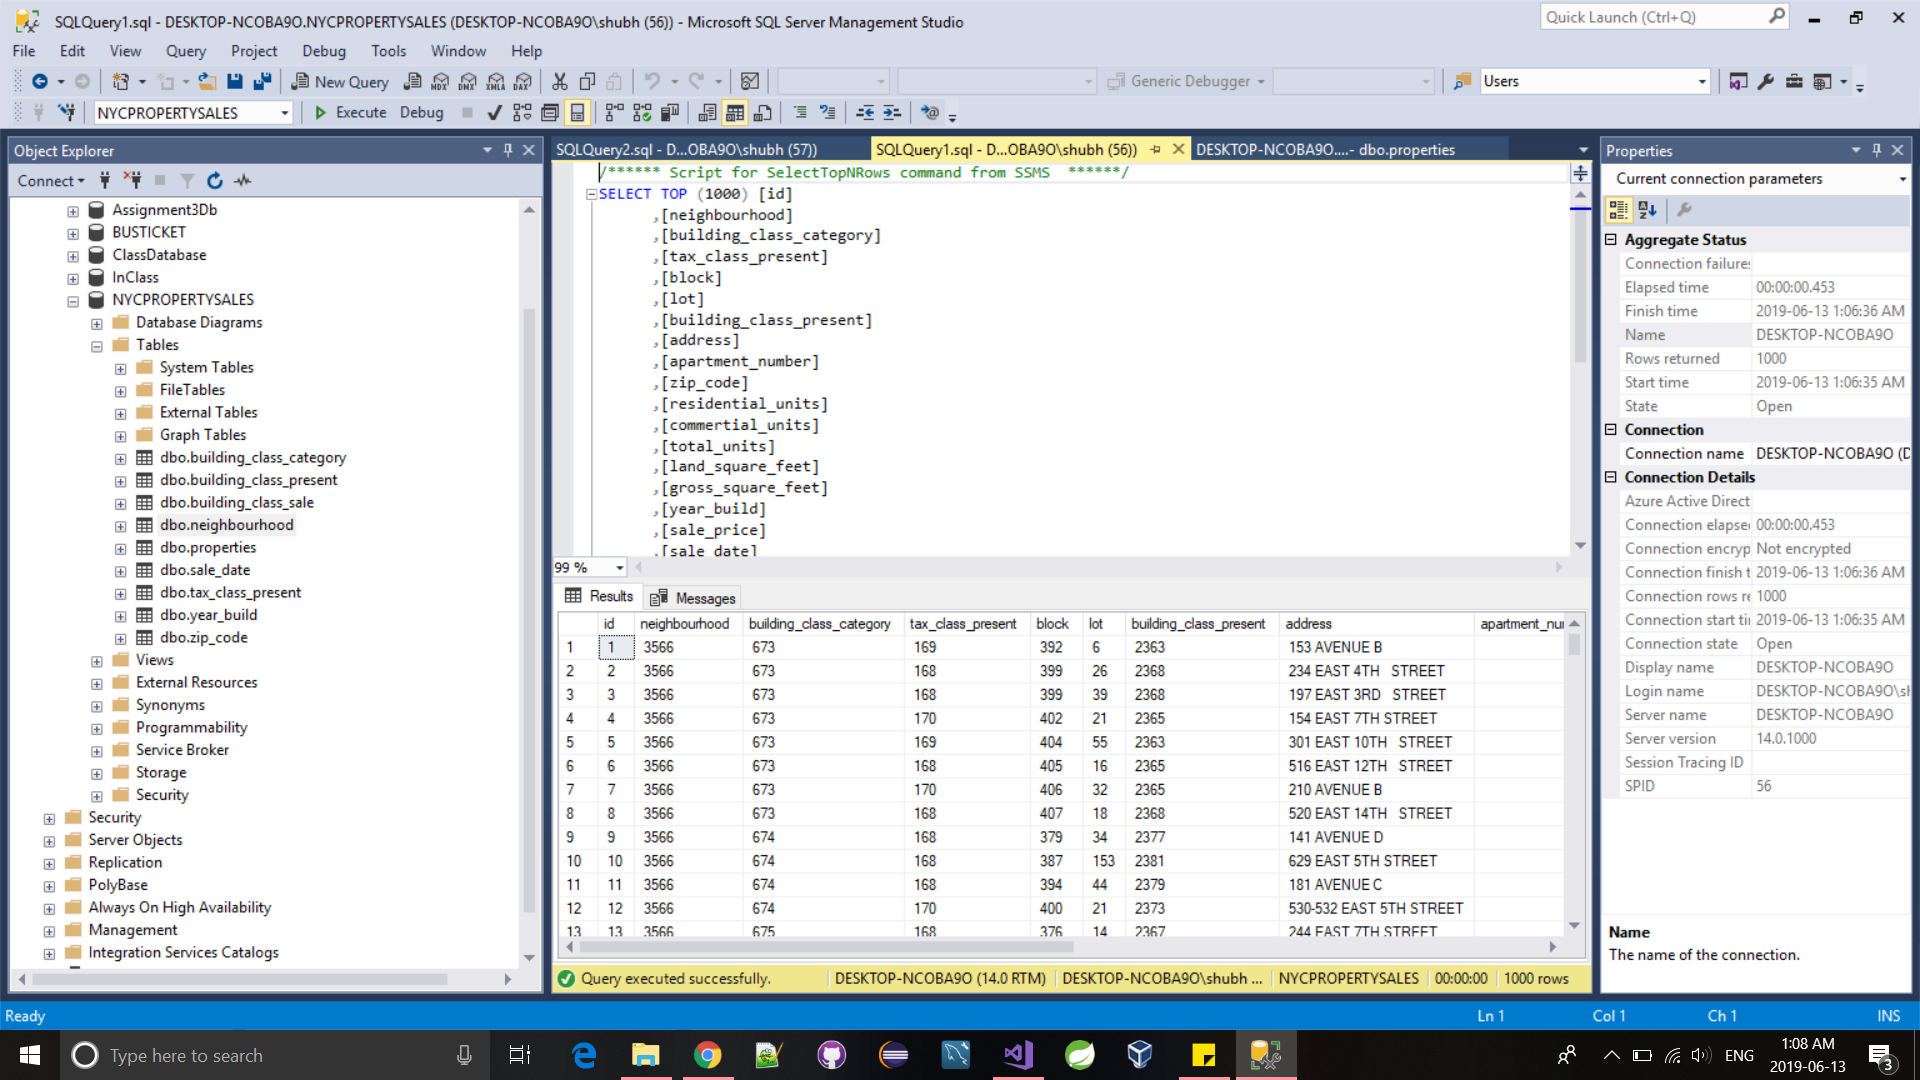 SQLQuery1.sql - DESKTOP-NCOBA9O.NYCPROPERTYSALES (DESKTOP-NCOBA9O\shubh (56)) - Microsoft SQL Server Management Studio
Quick Launch (Ctrl+Q)
File Edit View Query Project Debug Tools Window Help
New Query MDX DMX XMLA DAX Generic Debugger Users
NYCPROPERTYSALES Execute Debug
Object Explorer
Connect
Assignment3Db
BUSTICKET
ClassDatabase
InClass
NYCPROPERTYSALES
Database Diagrams
Tables
System Tables
FileTables
External Tables
Graph Tables
dbo.building_class_category
dbo.building_class_present
dbo.building_class_sale
dbo.neighbourhood
dbo.properties
dbo.sale_date
dbo.tax_class_present
dbo.year_build
dbo.zip_code
Views
External Resources
Synonyms
Programmability
Service Broker
Storage
Security
Security
Server Objects
Replication
PolyBase
Always On High Availability
Management
Integration Services Catalogs
SQLQuery2.sql - D...OBA9O\shubh (57)) SQLQuery1.sql - D...OBA9O\shubh (56)) DESKTOP-NCOBA9O....- dbo.properties
/****** Script for SelectTopNRows command from SSMS  ******/
SELECT TOP (1000) [id]
,[neighbourhood]
,[building_class_category]
,[tax_class_present]
,[block]
,[lot]
,[building_class_present]
,[address]
,[apartment_number]
,[zip_code]
,[residential_units]
,[commertial_units]
,[total_units]
,[land_square_feet]
,[gross_square_feet]
,[year_build]
,[sale_price]
,[sale_date]
99 %
Results Messages
id neighbourhood building_class_category tax_class_present block lot building_class_present address apartment_nu
1 1 3566 673 169 392 6 2363 153 AVENUE B
2 2 3566 673 168 399 26 2368 234 EAST 4TH   STREET
3 3 3566 673 168 399 39 2368 197 EAST 3RD   STREET
4 4 3566 673 170 402 21 2365 154 EAST 7TH STREET
5 5 3566 673 169 404 55 2363 301 EAST 10TH   STREET
6 6 3566 673 168 405 16 2365 516 EAST 12TH   STREET
7 7 3566 673 170 406 32 2365 210 AVENUE B
8 8 3566 673 168 407 18 2368 520 EAST 14TH   STREET
9 9 3566 674 168 379 34 2377 141 AVENUE D
10 10 3566 674 168 387 153 2381 629 EAST 5TH STREET
11 11 3566 674 168 394 44 2379 181 AVENUE C
12 12 3566 674 170 400 21 2373 530-532 EAST 5TH STREET
13 13 3566 675 168 376 14 2367 244 EAST 7TH STREET
Query executed successfully. DESKTOP-NCOBA9O (14.0 RTM) DESKTOP-NCOBA9O\shubh ... NYCPROPERTYSALES 00:00:00 1000 rows
Properties
Current connection parameters
Aggregate Status
Connection failures
Elapsed time 00:00:00.453
Finish time 2019-06-13 1:06:36 AM
Name DESKTOP-NCOBA9O
Rows returned 1000
Start time 2019-06-13 1:06:35 AM
State Open
Connection
Connection name DESKTOP-NCOBA9O (D
Connection Details
Azure Active Direct
Connection elapse 00:00:00.453
Connection encryp Not encrypted
Connection finish t 2019-06-13 1:06:36 AM
Connection rows re 1000
Connection start ti 2019-06-13 1:06:35 AM
Connection state Open
Display name DESKTOP-NCOBA9O
Login name DESKTOP-NCOBA9O\sh
Server name DESKTOP-NCOBA9O
Server version 14.0.1000
Session Tracing ID
SPID 56
Name
The name of the connection.
Ready Ln 1 Col 1 Ch 1 INS
Type here to search ENG 1:08 AM
2019-06-13 3